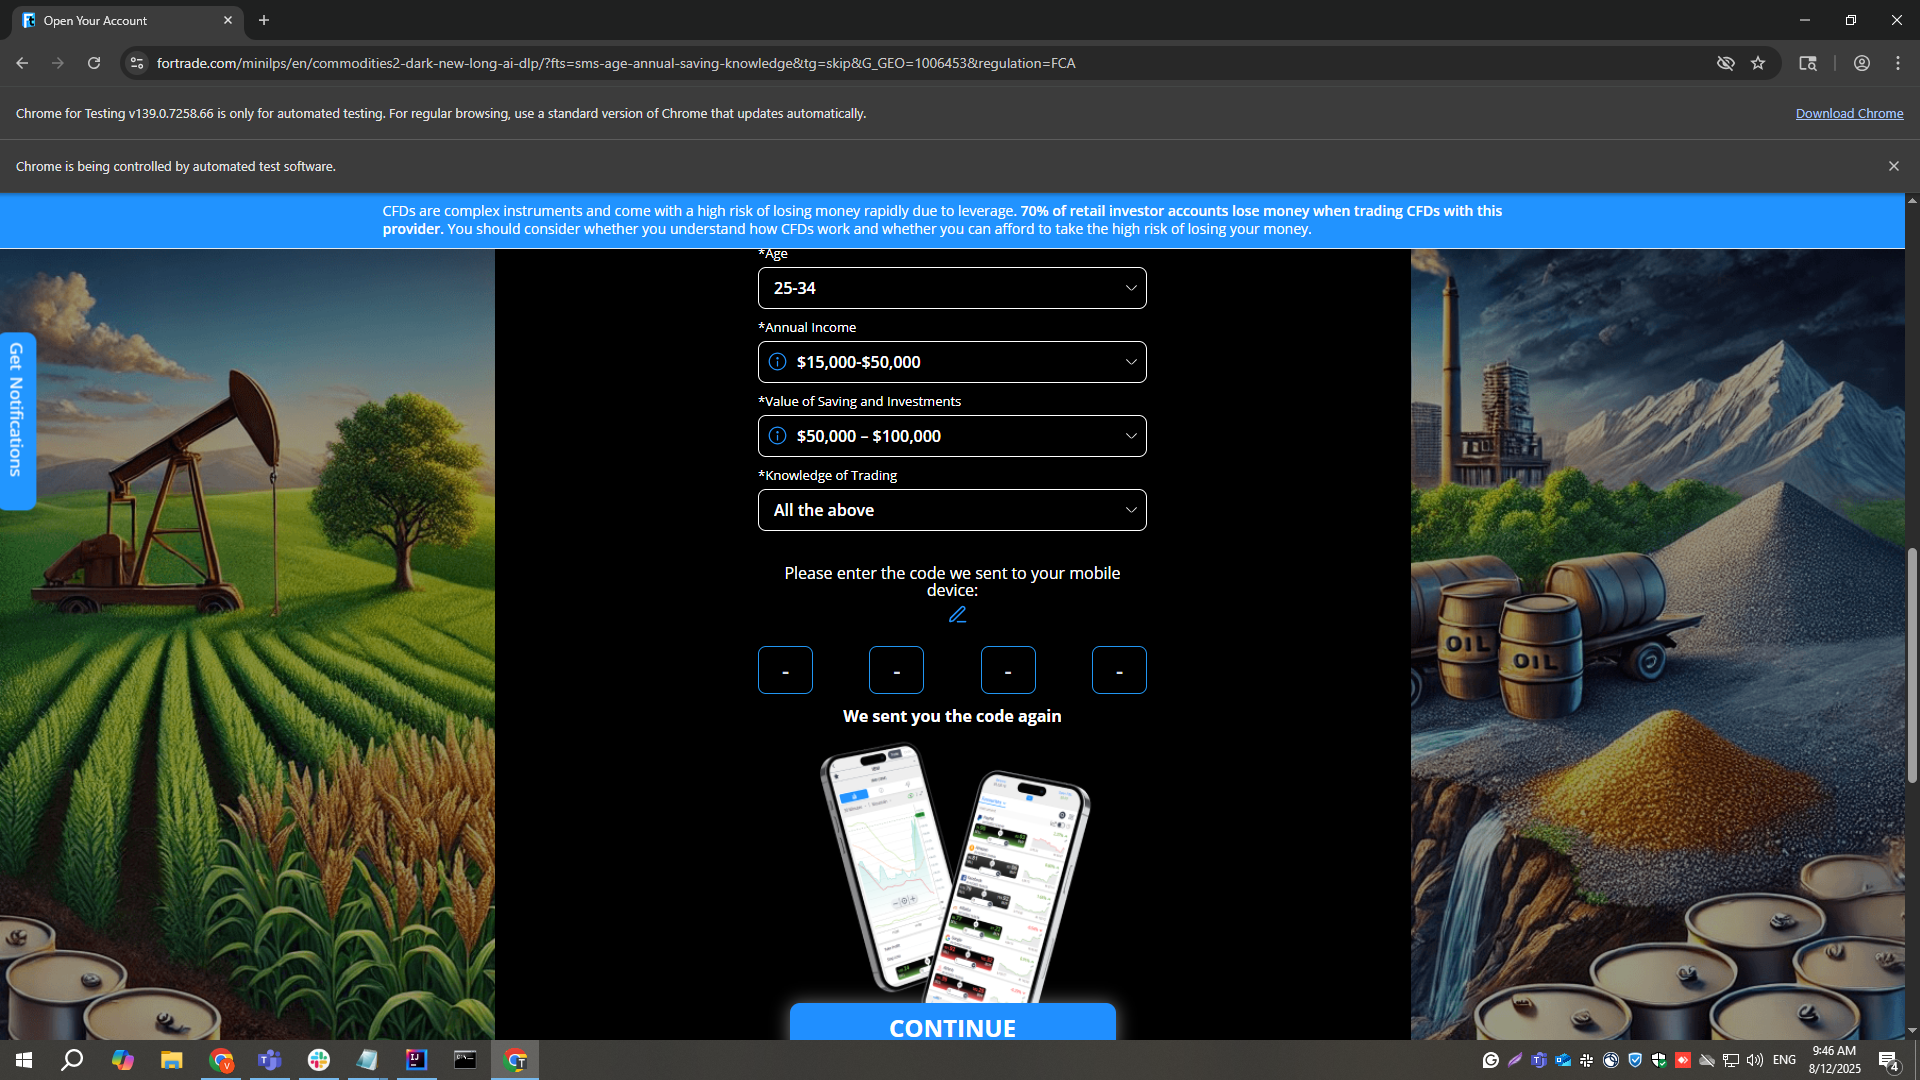 Open Your Account
fortrade.com/minilps/en/commodities2-dark-new-long-ai-dlp/?fts=sms-age-annual-saving-knowledge&tg=skip&G_GEO=1006453&regulation=FCA
Chrome for Testing v139.0.7258.66 is only for automated testing. For regular browsing, use a standard version of Chrome that updates automatically.
Download Chrome
Chrome is being controlled by automated test software.
CFDs are complex instruments and come with a high risk of losing money rapidly due to leverage. 70% of retail investor accounts lose money when trading CFDs with this
provider. You should consider whether you understand how CFDs work and whether you can afford to take the high risk of losing your money.
Get Notifications
*Age
25-34
*Annual Income
$15,000-$50,000
*Value of Saving and Investments
$50,000 – $100,000
*Knowledge of Trading
All the above
Please enter the code we sent to your mobile
device:
- - - -
We sent you the code again
OIL
OIL
CONTINUE
ENG
9:46 AM
8/12/2025
4